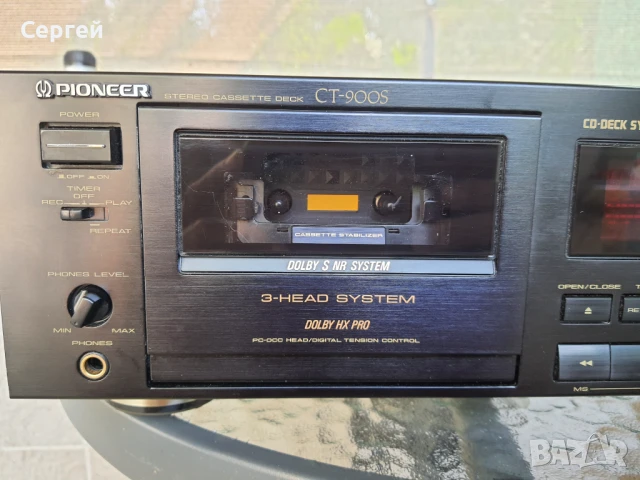 Сергей
PIONEER
STEREO CASSETTE DECK CT-900S
POWER
OFF ON
TIMER
OFF
REC PLAY
REPEAT
PHONES LEVEL
MIN MAX
PHONES
CASSETTE STABILIZER
DOLBY S NR SYSTEM
3-HEAD SYSTEM
DOLBY HX PRO
PC-OCC HEAD/DIGITAL TENSION CONTROL
CD-DECK SY
OPEN/CLOSE T
RE
MS
BAZAR